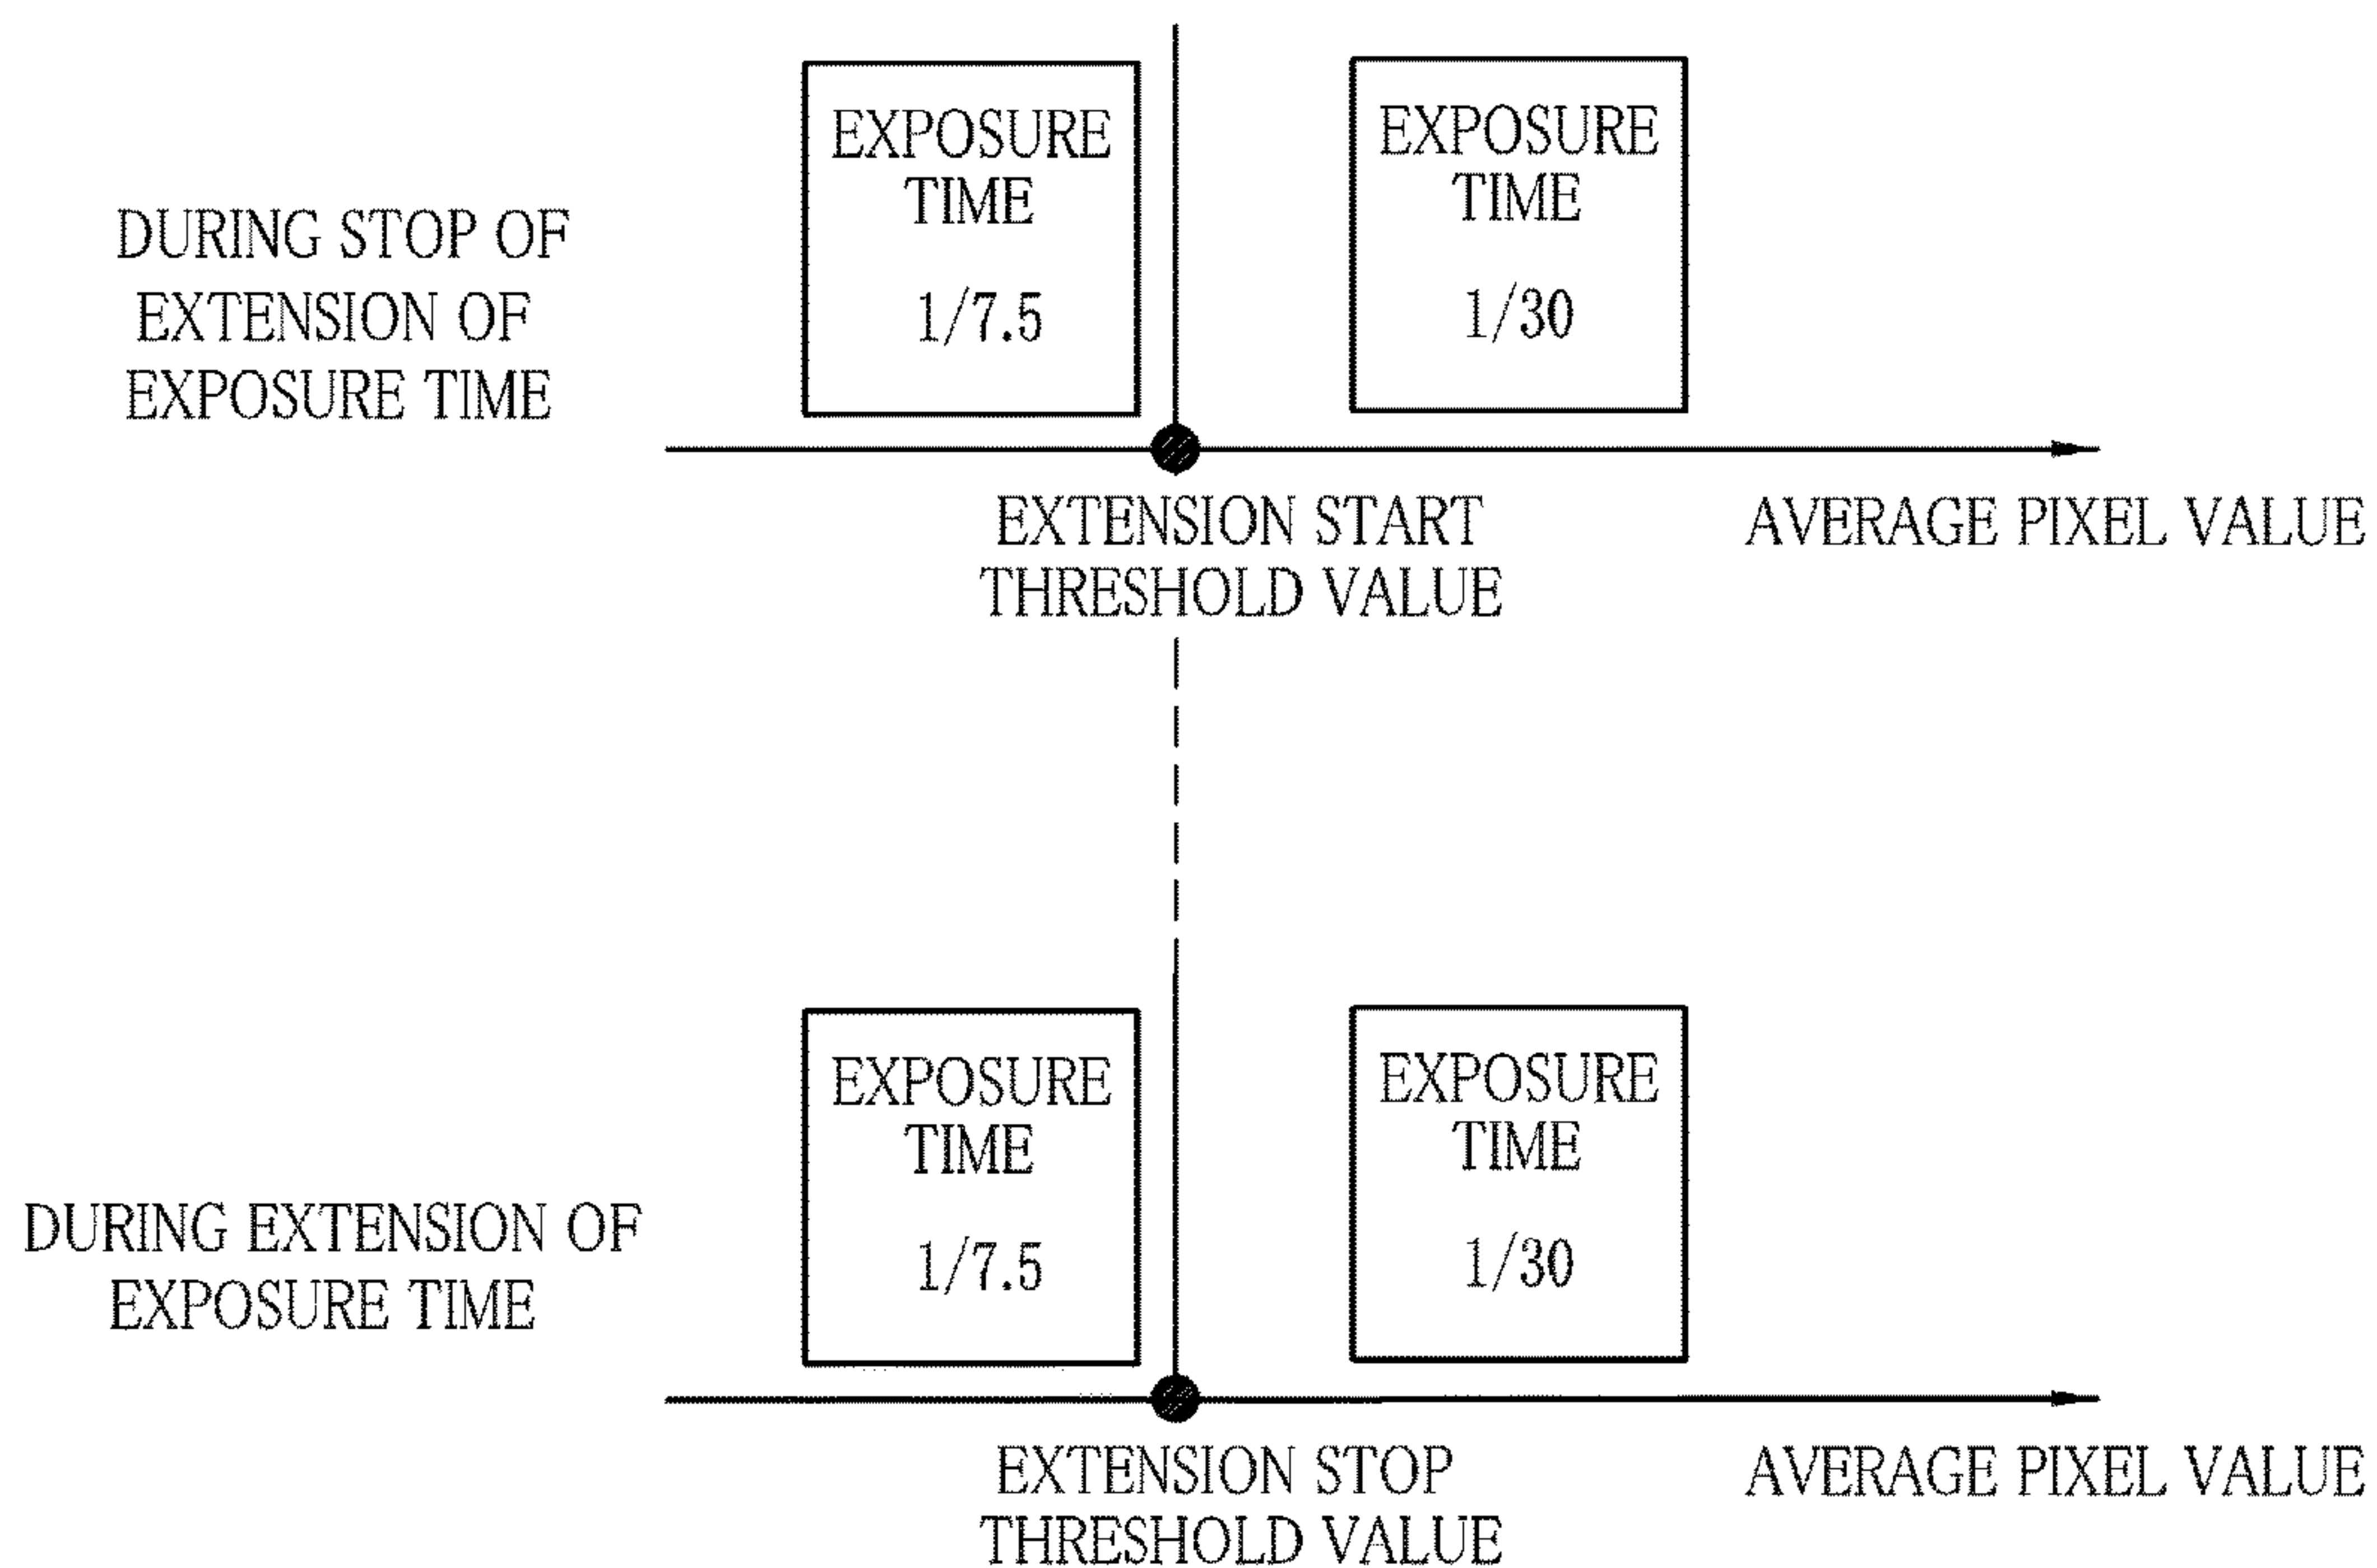 DURING STOP OF
EXTENSION OF
EXPOSURE TIME
EXPOSURE
TIME
1/7.5
EXPOSURE
TIME
1/30
EXTENSION START
THRESHOLD VALUE
AVERAGE PIXEL VALUE
DURING EXTENSION OF
EXPOSURE TIME
EXPOSURE
TIME
1/7.5
EXPOSURE
TIME
1/30
EXTENSION STOP
THRESHOLD VALUE
AVERAGE PIXEL VALUE